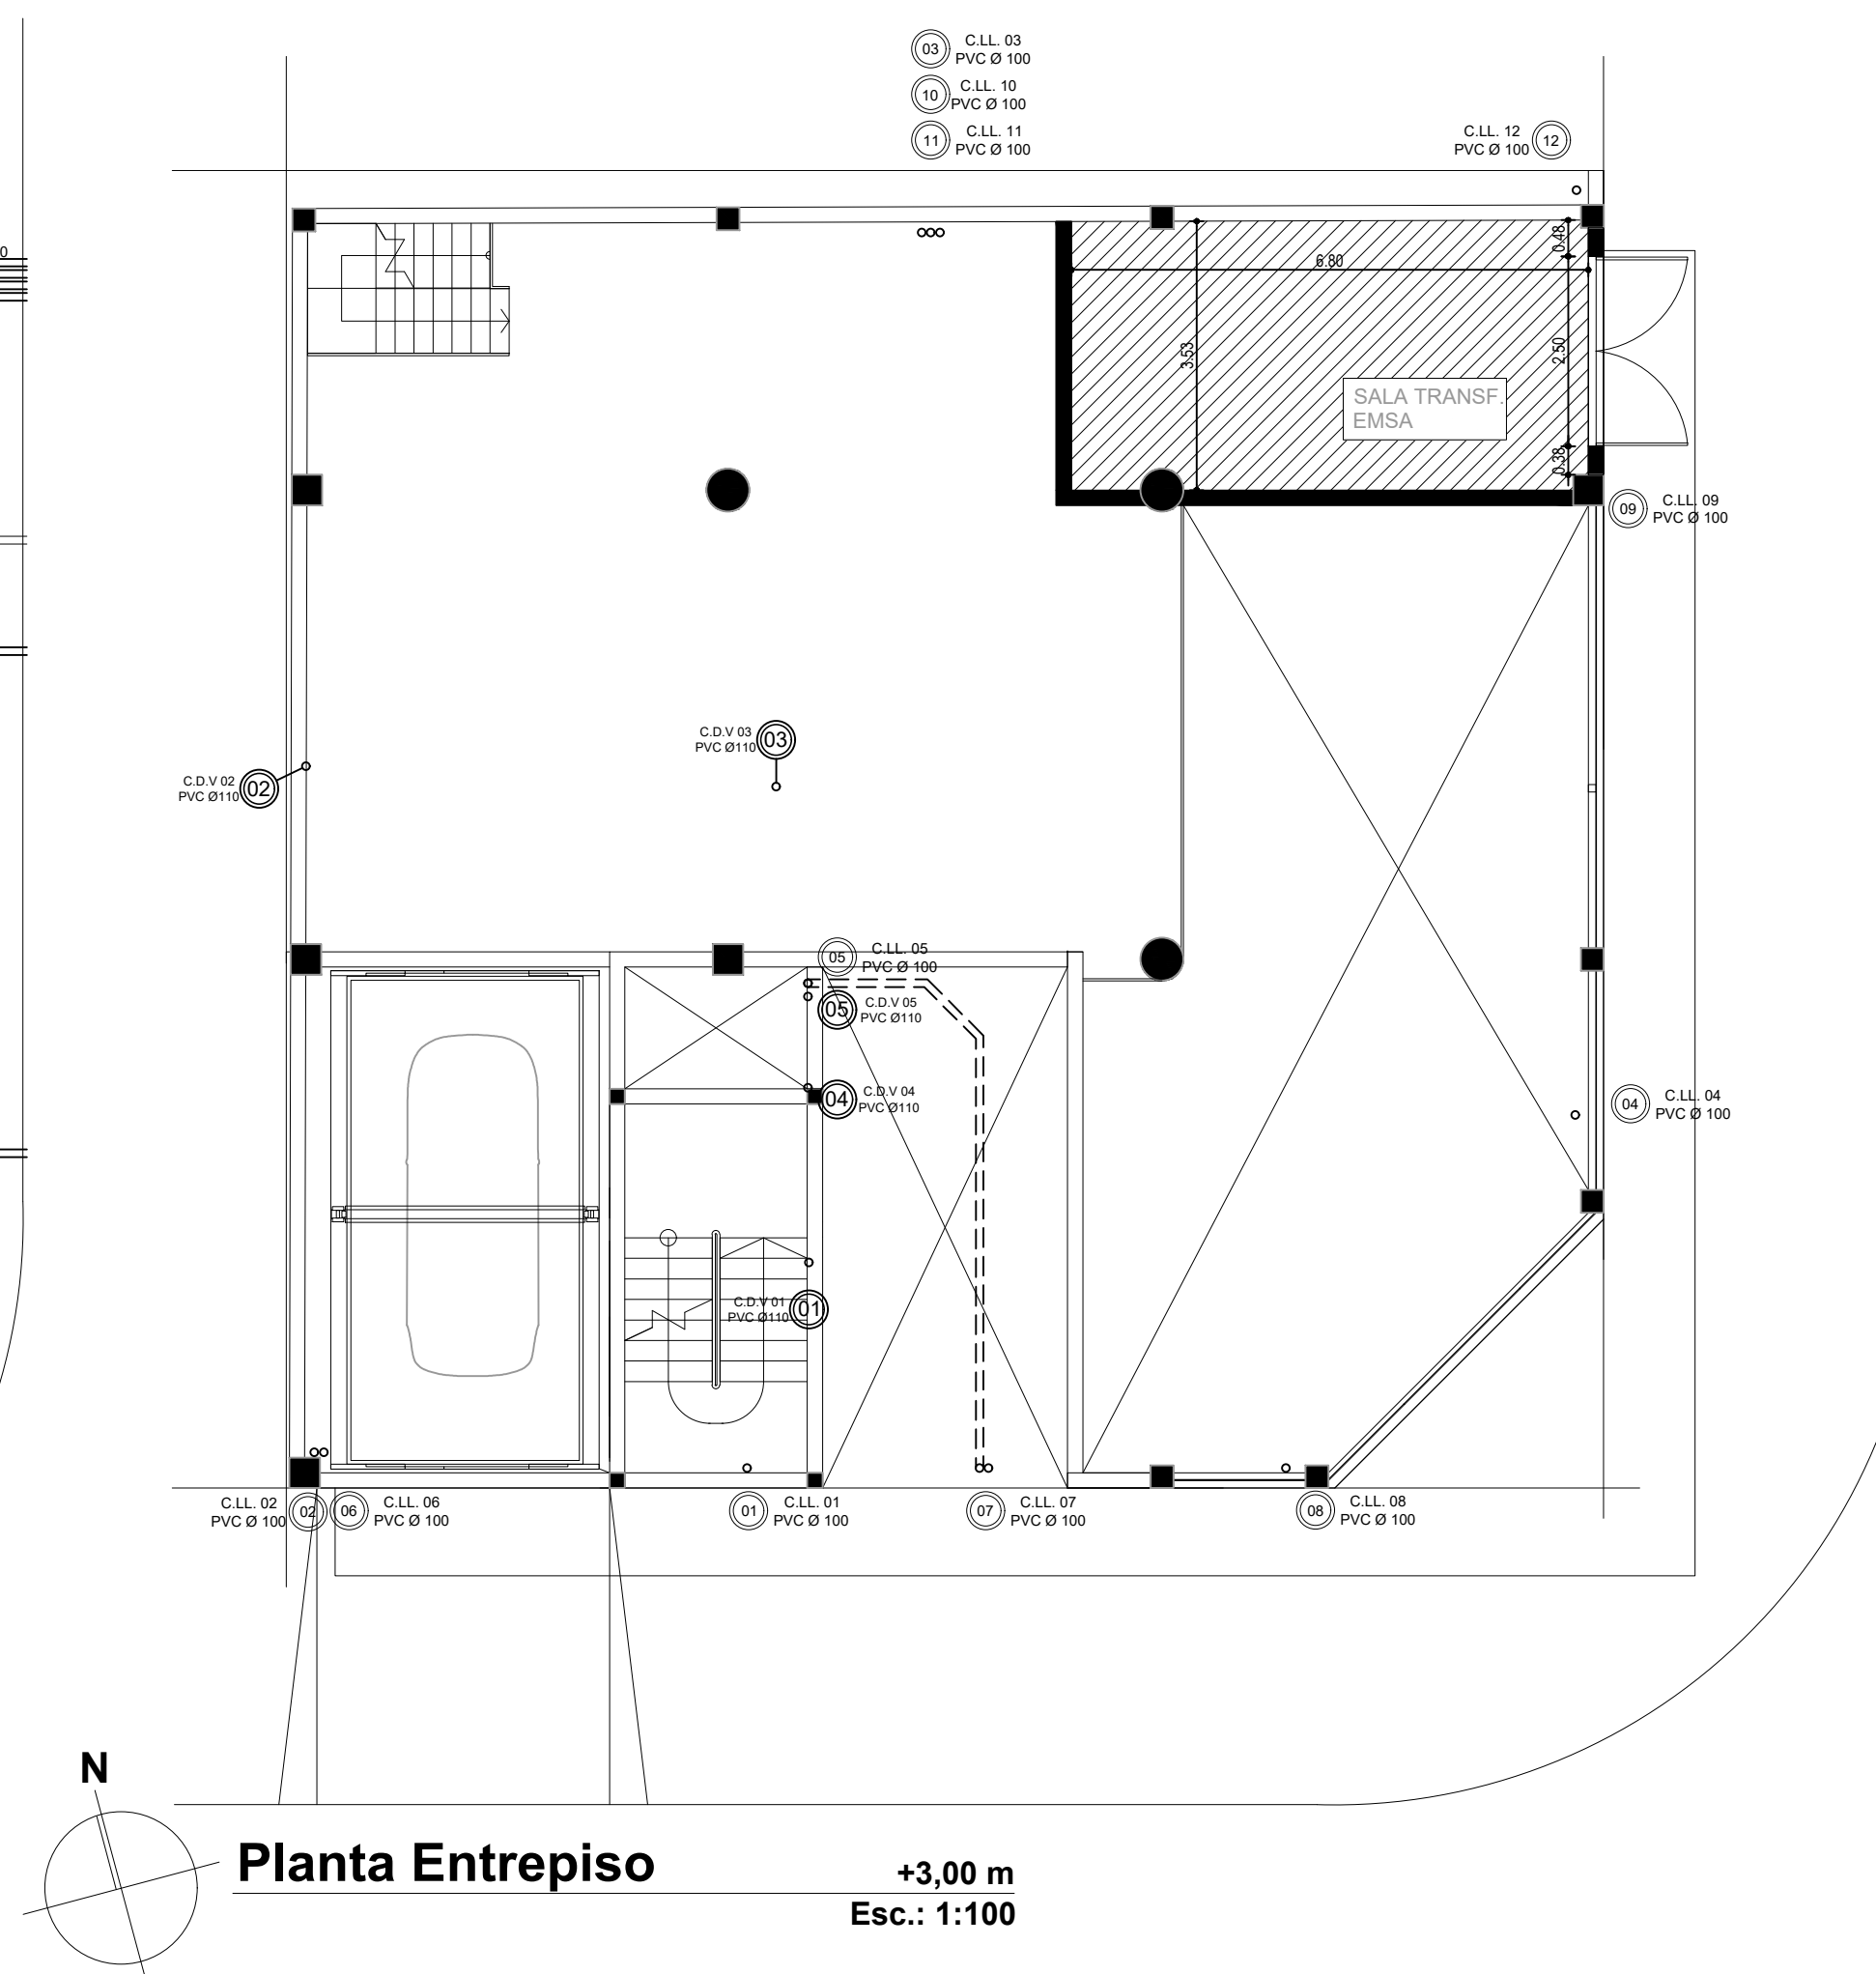 03
C.LL. 03
PVC Ø 100
10
C.LL. 10
PVC Ø 100
11
C.LL. 11
PVC Ø 100
C.LL. 12
PVC Ø 100
12
0
0.48
6.80
2.50
3.53
SALA TRANSF.
EMSA
0.38
09
C.LL. 09
PVC Ø 100
C.D.V 03
PVC Ø110
03
C.D.V 02
PVC Ø110
02
05
C.LL. 05
PVC Ø 100
05
C.D.V 05
PVC Ø110
04
C.D.V 04
PVC Ø110
04
C.LL. 04
PVC Ø 100
C.D.V 01
PVC Ø110
01
C.LL. 02
PVC Ø 100
02
06
C.LL. 06
PVC Ø 100
01
C.LL. 01
PVC Ø 100
07
C.LL. 07
PVC Ø 100
08
C.LL. 08
PVC Ø 100
N
Planta Entrepiso
+3,00 m
Esc.: 1:100